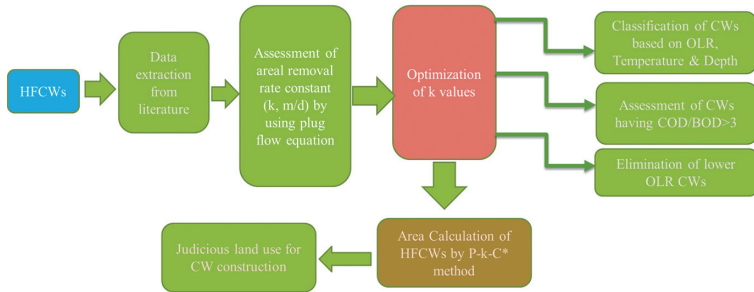 HFCWs
Data
extraction
from
literature
Assessment of
areal removal
rate constant
(k, m/d) by
using plug
flow equation
Optimization
of k values
Classification of CWs
based on OLR,
Temperature & Depth
Assessment of CWs
having COD/BOD>3
Elimination of lower
OLR CWs
Area Calculation of
HFCWs by P-k-C*
method
Judicious land use for
CW construction